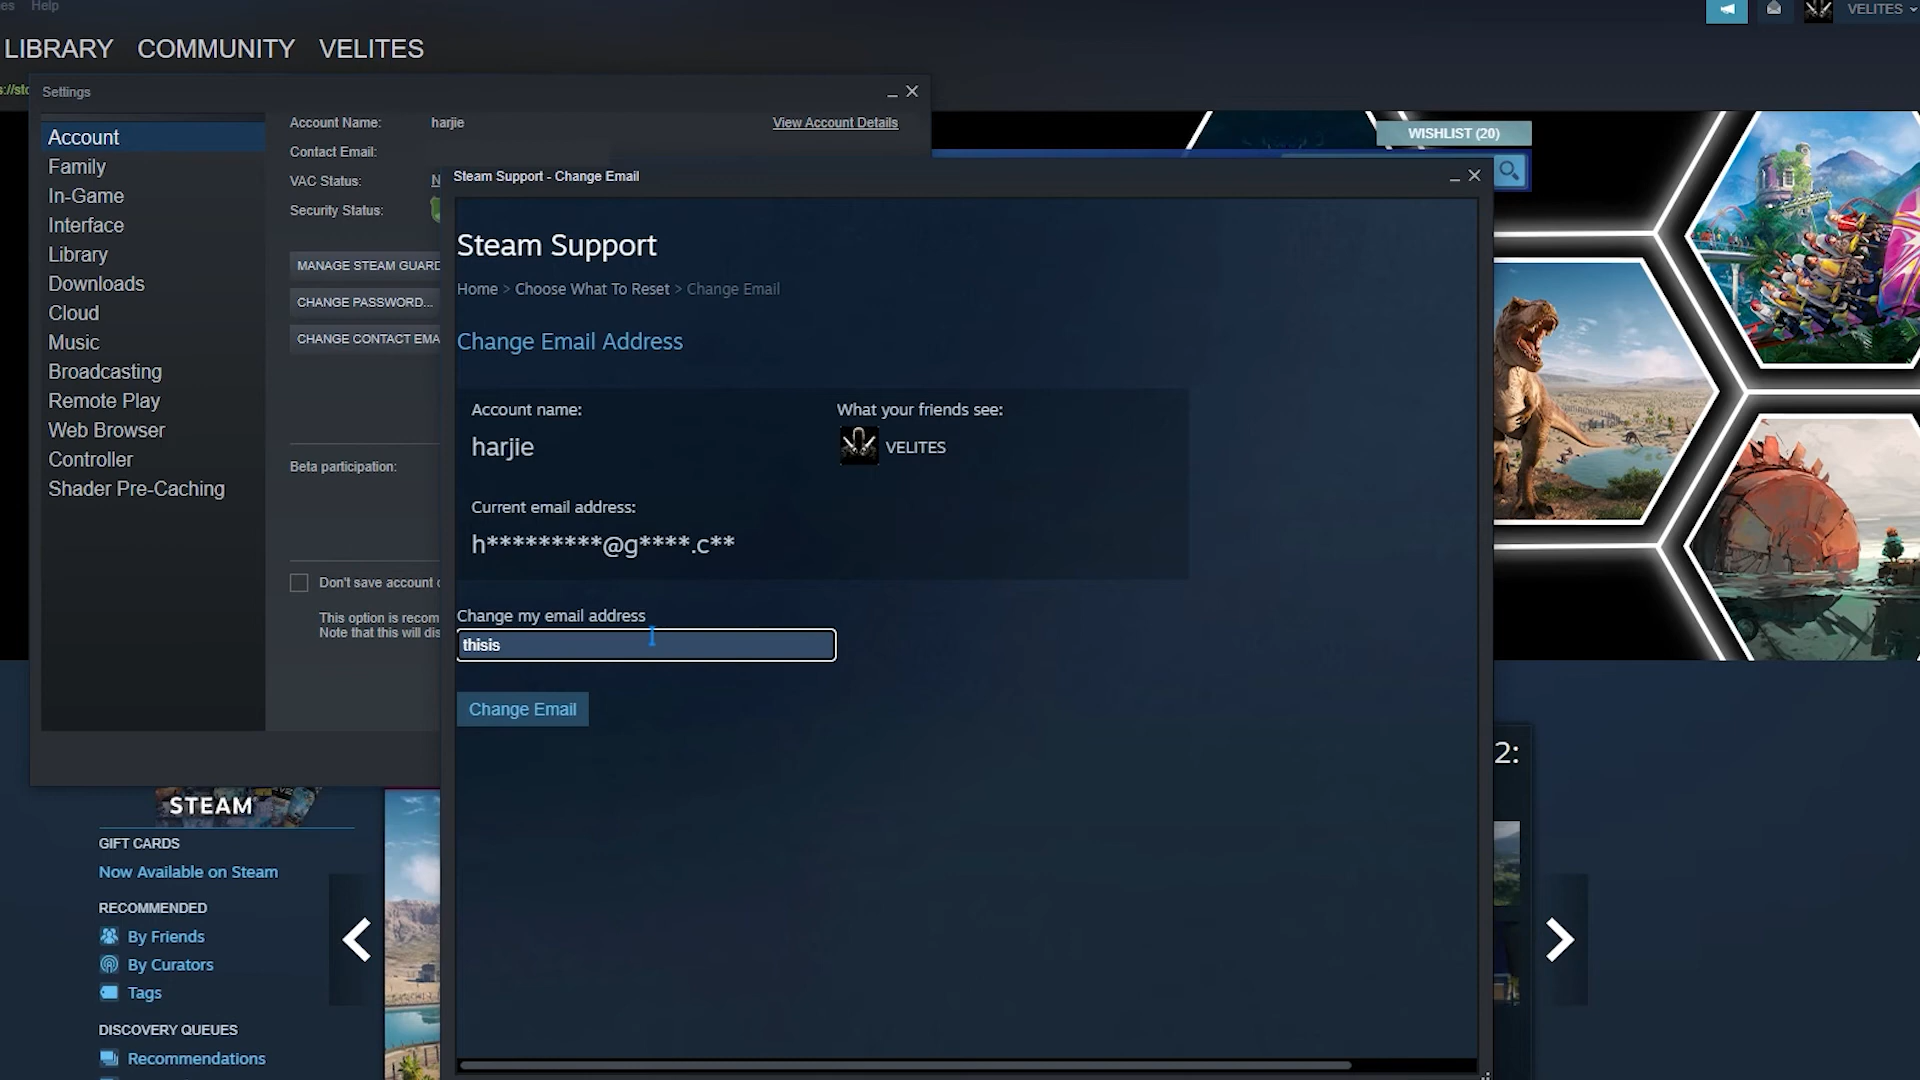 Help
VELITES
LIBRARY COMMUNITY VELITES
Settings
Account
Family
In-Game
Interface
Library
Downloads
Cloud
Music
Broadcasting
Remote Play
Web Browser
Controller
Shader Pre-Caching
Account Name: harjie View Account Details
Contact Email:
VAC Status:
Security Status:
MANAGE STEAM GUARD
CHANGE PASSWORD...
CHANGE CONTACT EMA
Beta participation:
Don't save account
This option is recom
Note that this will dis
WISHLIST (20)
Steam Support - Change Email
Steam Support
Home > Choose What To Reset > Change Email
Change Email Address
Account name: What your friends see:
harjie VELITES
Current email address:
h*********@g****.c**
Change my email address
thisis
Change Email
2:
STEAM
GIFT CARDS
Now Available on Steam
RECOMMENDED
By Friends
By Curators
Tags
DISCOVERY QUEUES
Recommendations